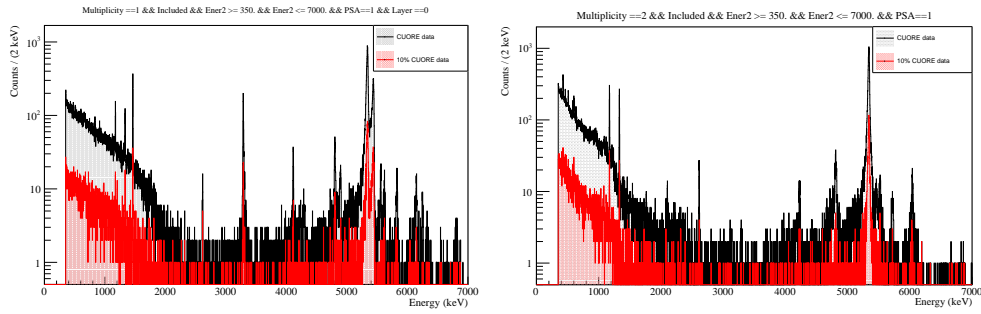 Multiplicity ==1 && Included && Ener2 >= 350. && Ener2 <= 7000. && PSA==1 && Layer ==0
Counts / (2 keV)
10³
10²
10
1
CUORE data
10% CUORE data
0 1000 2000 3000 4000 5000 6000 7000
Energy (keV)
Multiplicity ==2 && Included && Ener2 >= 350. && Ener2 <= 7000. && PSA==1
Counts / (2 keV)
10³
10²
10
1
CUORE data
10% CUORE data
0 1000 2000 3000 4000 5000 6000 7000
Energy (keV)